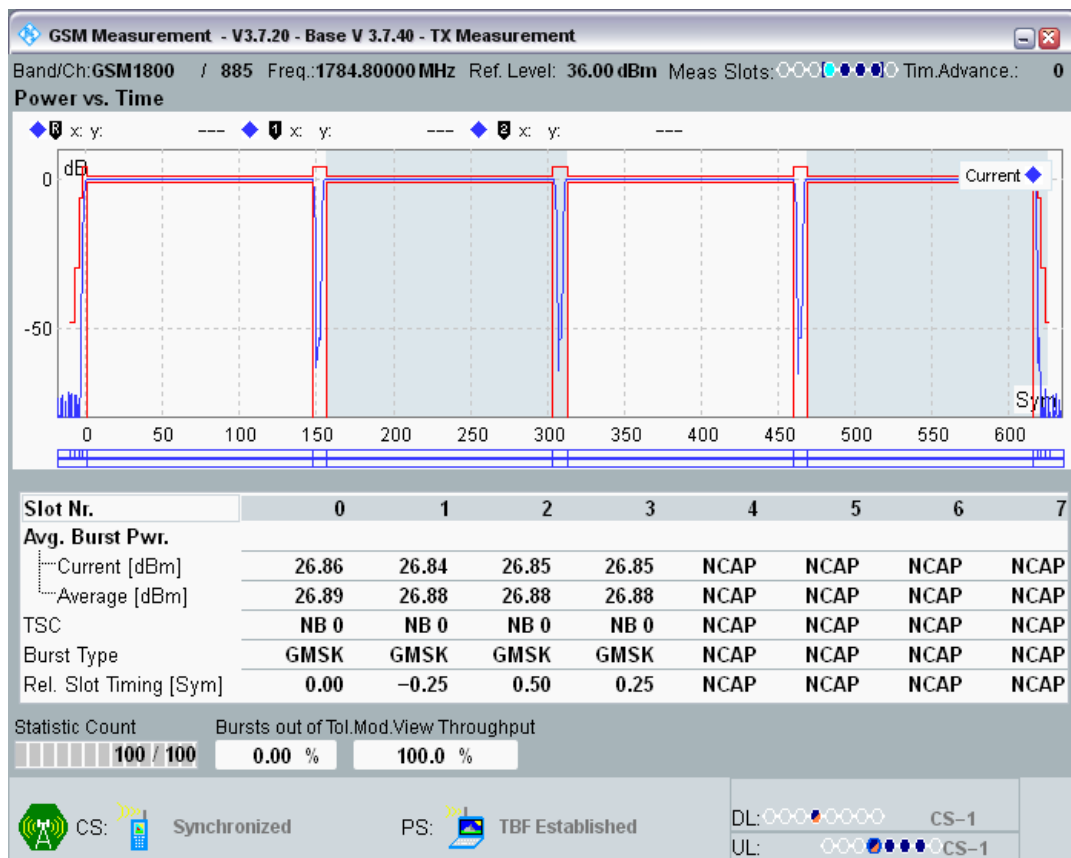 GSM Measurement - V3.7.20 - Base V 3.7.40 - TX Measurement
Band/Ch:GSM1800 / 885 Freq.:1784.80000 MHz Ref. Level: 36.00 dBm Meas Slots: Tim.Advance.: 0
Power vs. Time
R x: y: --- 1 x: y: --- 2 x: y: ---
dB
Current
0
-50
Sym
0 50 100 150 200 250 300 350 400 450 500 550 600
Slot Nr. 0 1 2 3 4 5 6 7
Avg. Burst Pwr.
Current [dBm] 26.86 26.84 26.85 26.85 NCAP NCAP NCAP NCAP
Average [dBm] 26.89 26.88 26.88 26.88 NCAP NCAP NCAP NCAP
TSC NB 0 NB 0 NB 0 NB 0 NCAP NCAP NCAP NCAP
Burst Type GMSK GMSK GMSK GMSK NCAP NCAP NCAP NCAP
Rel. Slot Timing [Sym] 0.00 −0.25 0.50 0.25 NCAP NCAP NCAP NCAP
Statistic Count Bursts out of Tol.Mod.View Throughput
100 / 100 0.00 % 100.0 %
CS: Synchronized PS: TBF Established
DL: CS−1
UL: CS−1